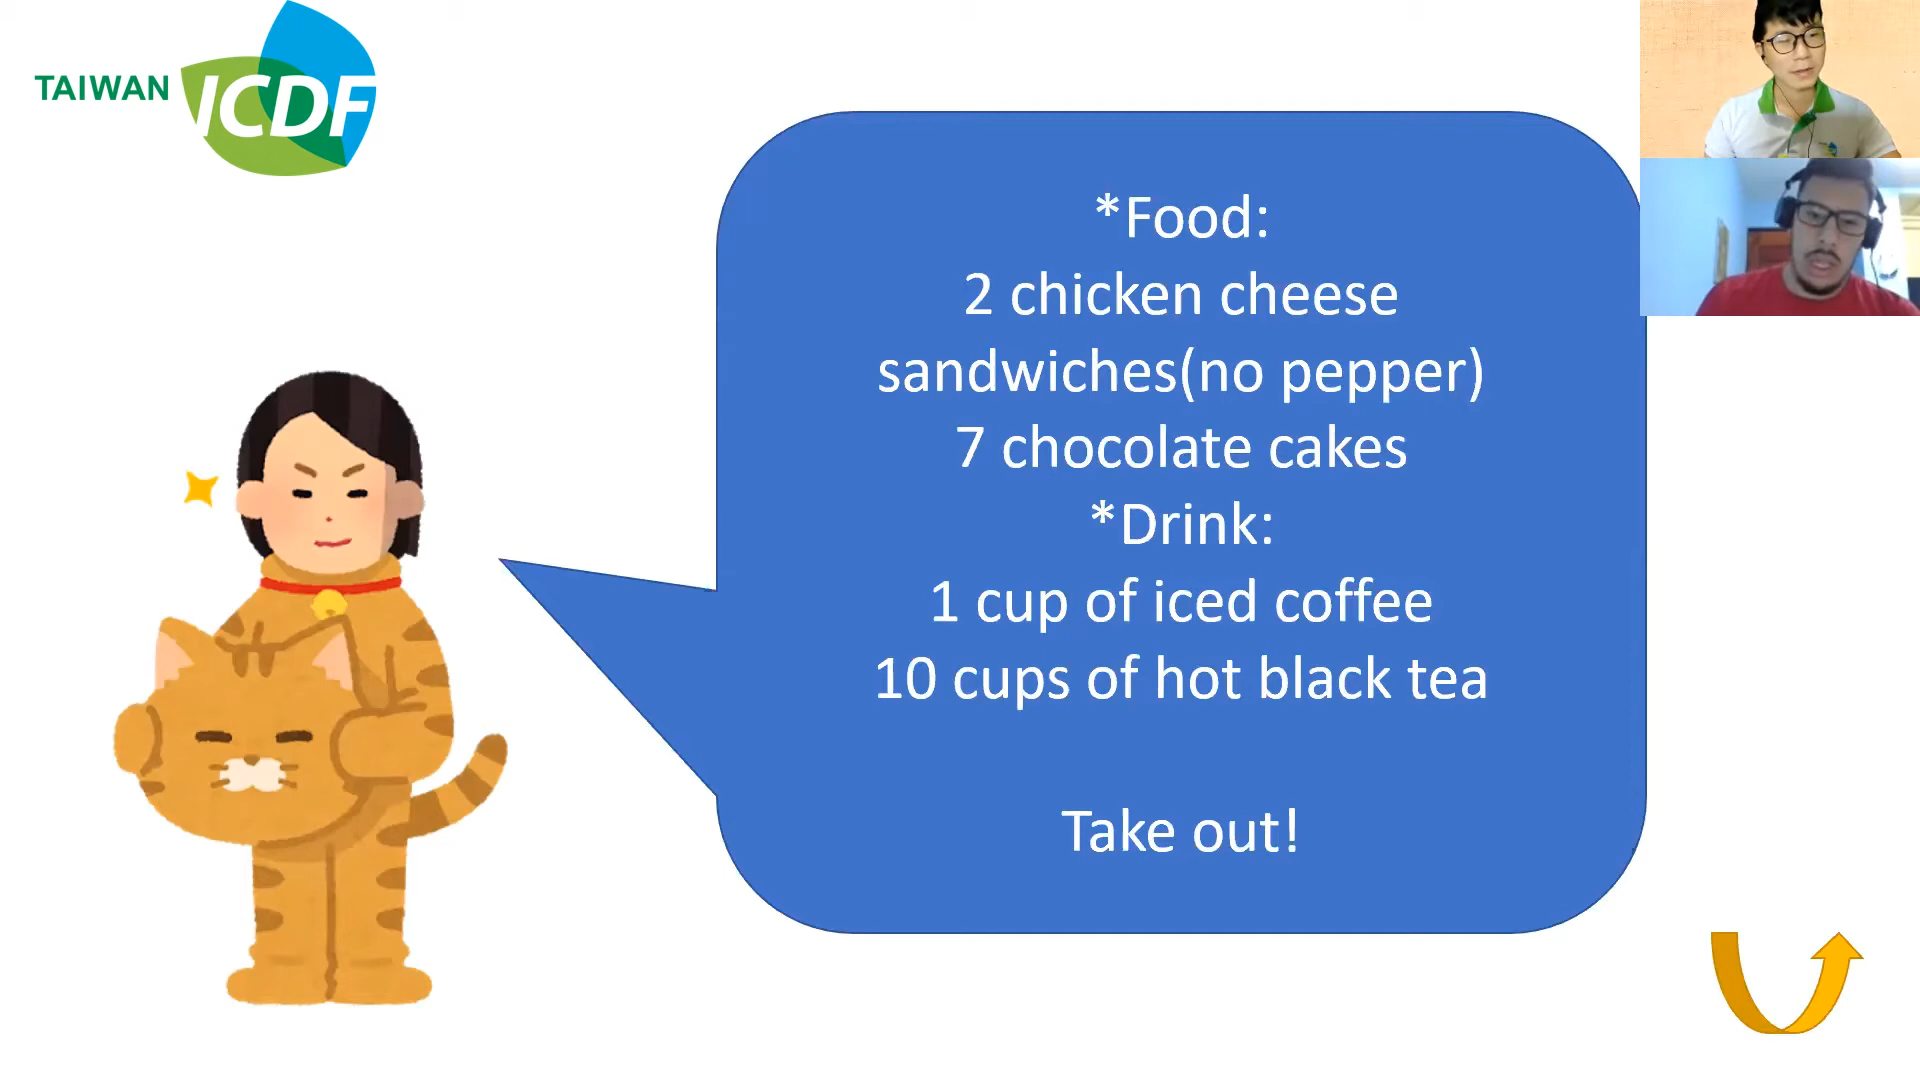 TAIWAN ICDF
*Food:
2 chicken cheese
sandwiches(no pepper)
7 chocolate cakes
*Drink:
1 cup of iced coffee
10 cups of hot black tea
Take out!